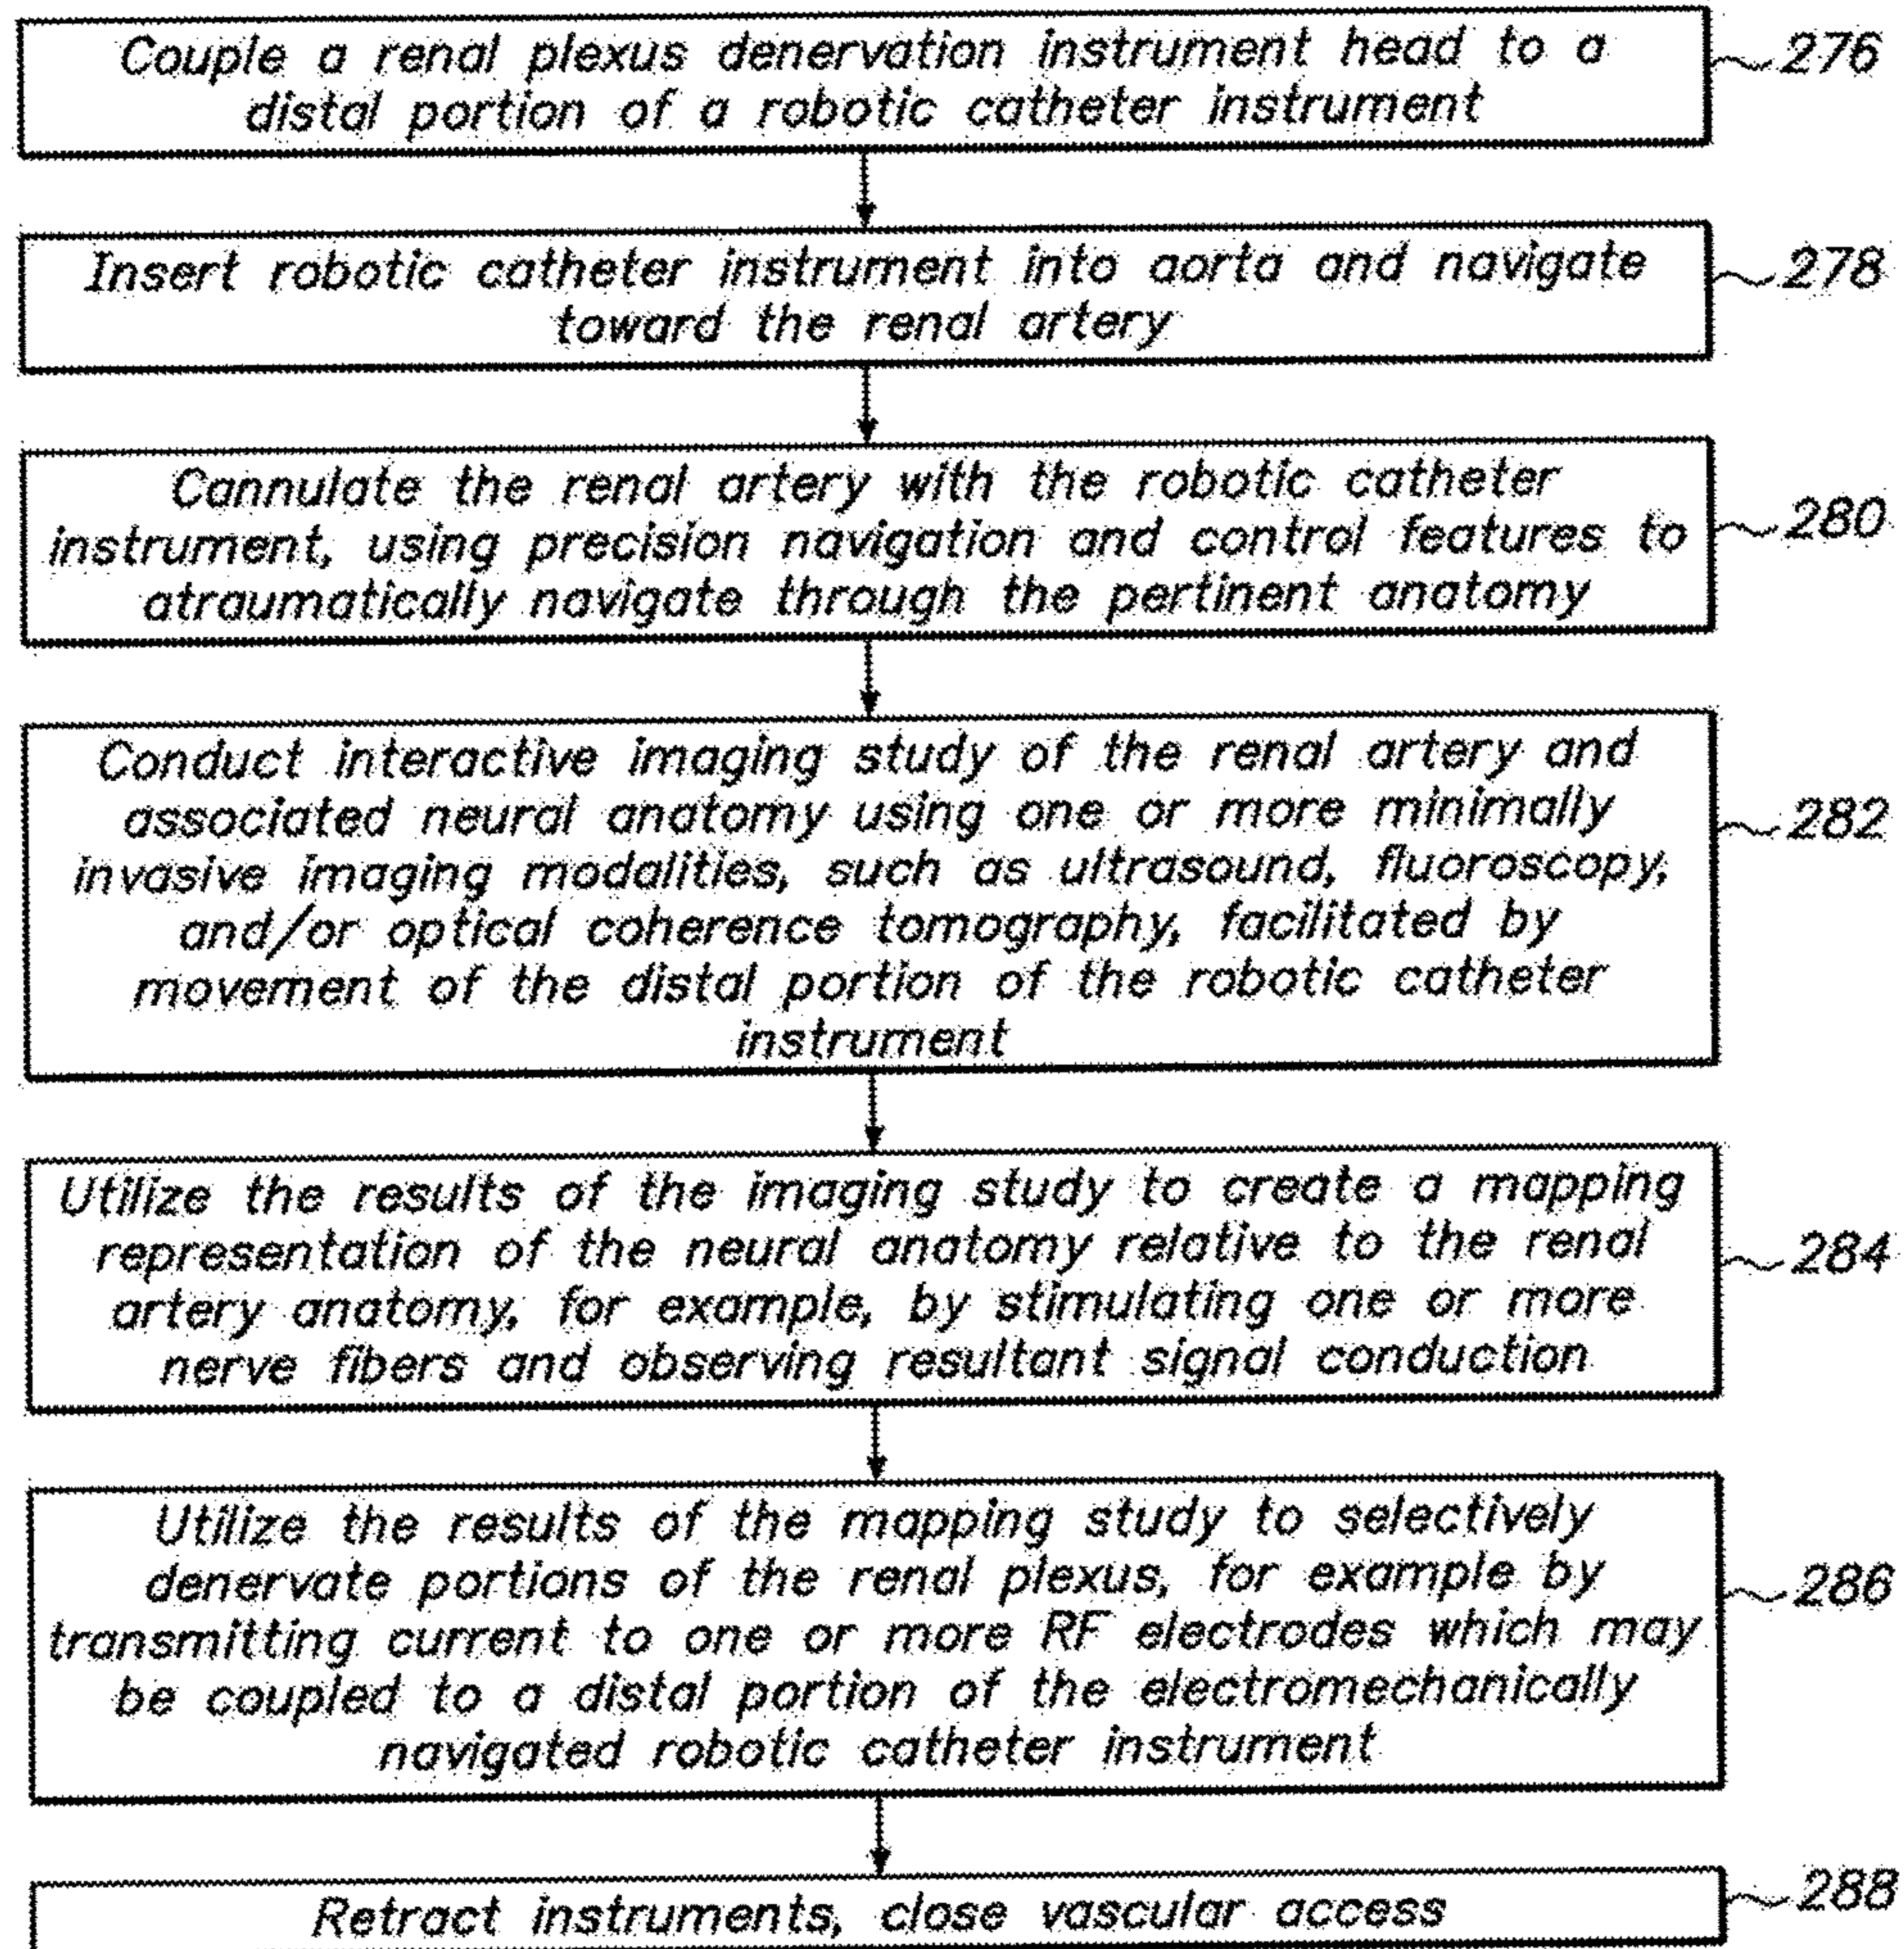 Couple a renal plexus denervation instrument head to a
distal portion of a robotic catheter instrument
276
Insert robotic catheter instrument into aorta and navigate
toward the renal artery
278
Cannulate the renal artery with the robotic catheter
instrument, using precision navigation and control features to
atraumatically navigate through the pertinent anatomy
280
Conduct interactive imaging study of the renal artery and
associated neural anatomy using one or more minimally
invasive imaging modalities, such as ultrasound, fluoroscopy,
and/or optical coherence tomography, facilitated by
movement of the distal portion of the robotic catheter
instrument
282
Utilize the results of the imaging study to create a mapping
representation of the neural anatomy relative to the renal
artery anatomy, for example, by stimulating one or more
nerve fibers and observing resultant signal conduction
284
Utilize the results of the mapping study to selectively
denervate portions of the renal plexus, for example by
transmitting current to one or more RF electrodes which may
be coupled to a distal portion of the electromechanically
navigated robotic catheter instrument
286
Retract instruments, close vascular access
288